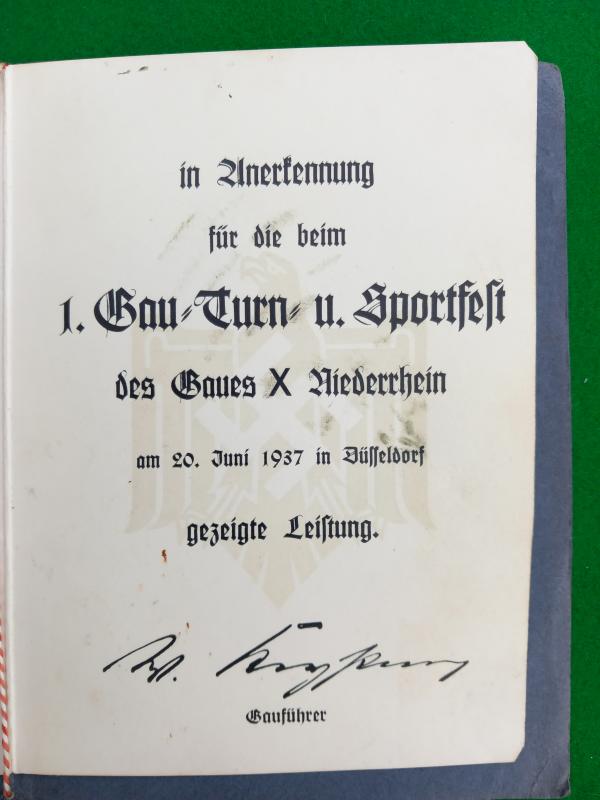 in Anerkennung
für die beim
1. Gau-Turn- u. Sportfest
des Gaues X Niederrhein
am 20. Juni 1937 in Düsseldorf
gezeigte Leistung.
W.
Gauführer